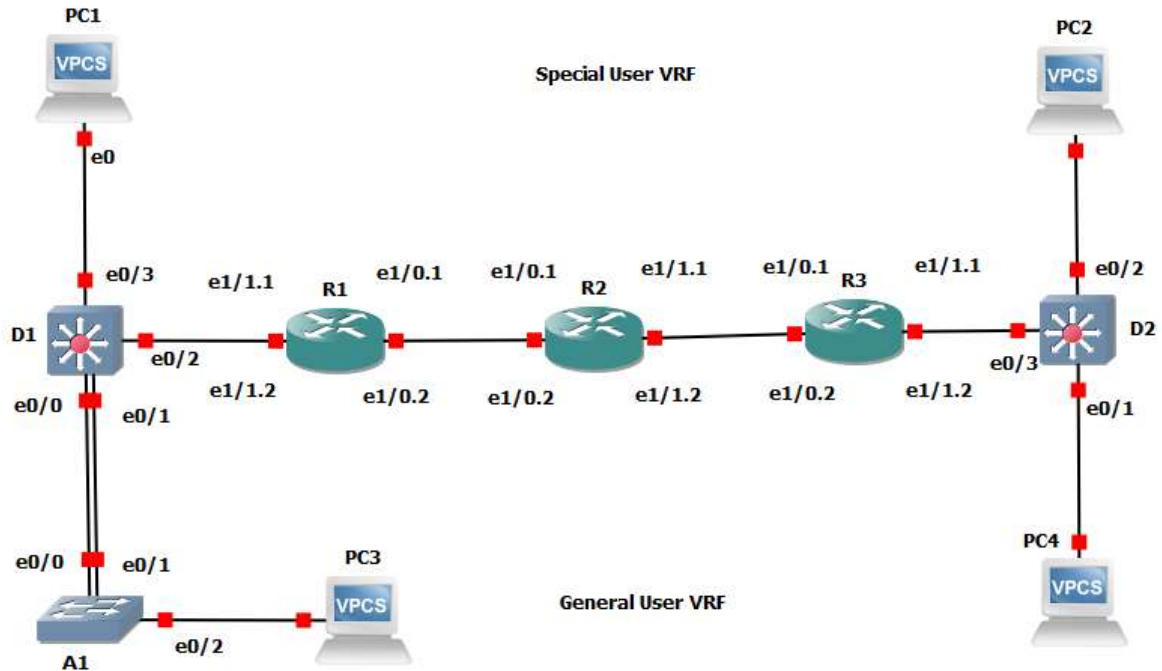 PC1
VPCS
e0
Special User VRF
PC2
VPCS
e0/3
e1/1.1
R1
e1/0.1
e1/0.1
R2
e1/1.1
e1/0.1
R3
e1/1.1
e0/2
D1
e0/2
D2
e0/3
e0/0
e0/1
e1/1.2
e1/0.2
e1/0.2
e1/1.2
e1/0.2
e1/1.2
e0/1
e0/0
e0/1
PC3
VPCS
General User VRF
PC4
VPCS
e0/2
A1